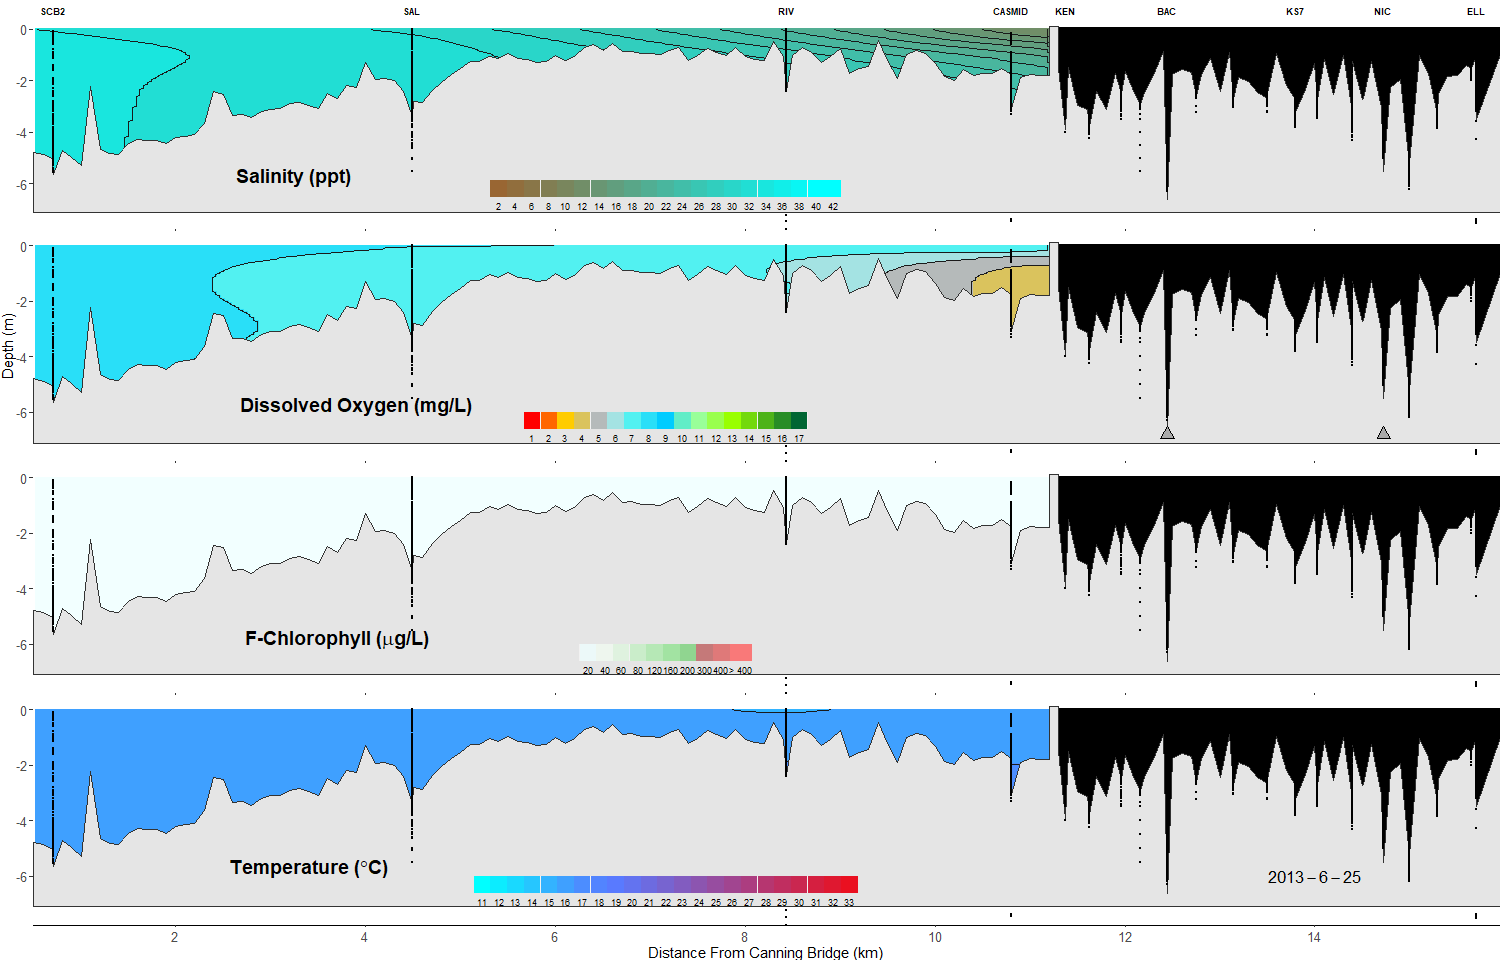 SCB2 SAL RIV CASMID KEN BAC KS7 NIC ELL
0
-2
-4
-6
Salinity (ppt)
2 4 6 8 10 12 14 16 18 20 22 24 26 28 30 32 34 36 38 40 42
0
-2
-4
-6
Depth (m)
Dissolved Oxygen (mg/L)
1 2 3 4 5 6 7 8 9 10 11 12 13 14 15 16 17
0
-2
-4
-6
F-Chlorophyll (µg/L)
20 40 60 80 120 160 200 300 400 > 400
0
-2
-4
-6
Temperature (°C)
2013 – 6 – 25
11 12 13 14 15 16 17 18 19 20 21 22 23 24 25 26 27 28 29 30 31 32 33
2 4 6 8 10 12 14
Distance From Canning Bridge (km)